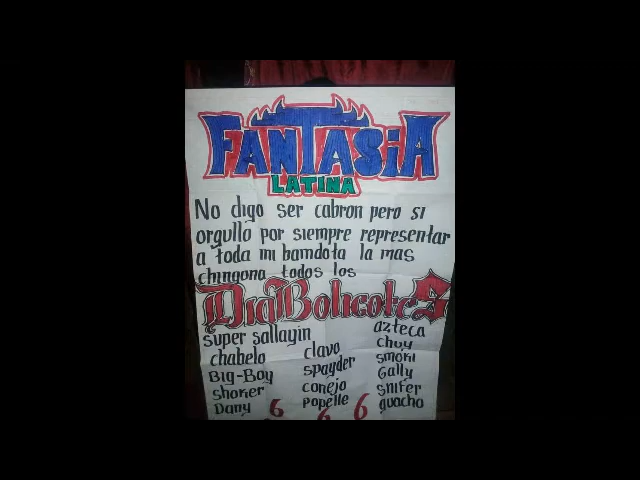 FANTASIA
LATINA
No digo ser cabron pero si
orgullo por siempre representar
a toda mi bamdota la mas
chingona todos los
DiaBolicoteS
super sallayin
chabelo
BIG-BOY
shoker
Dany
clavo
spayder
conejo
popelle
azteca
chuy
smoki
Gally
snifer
guacho
6 6 6